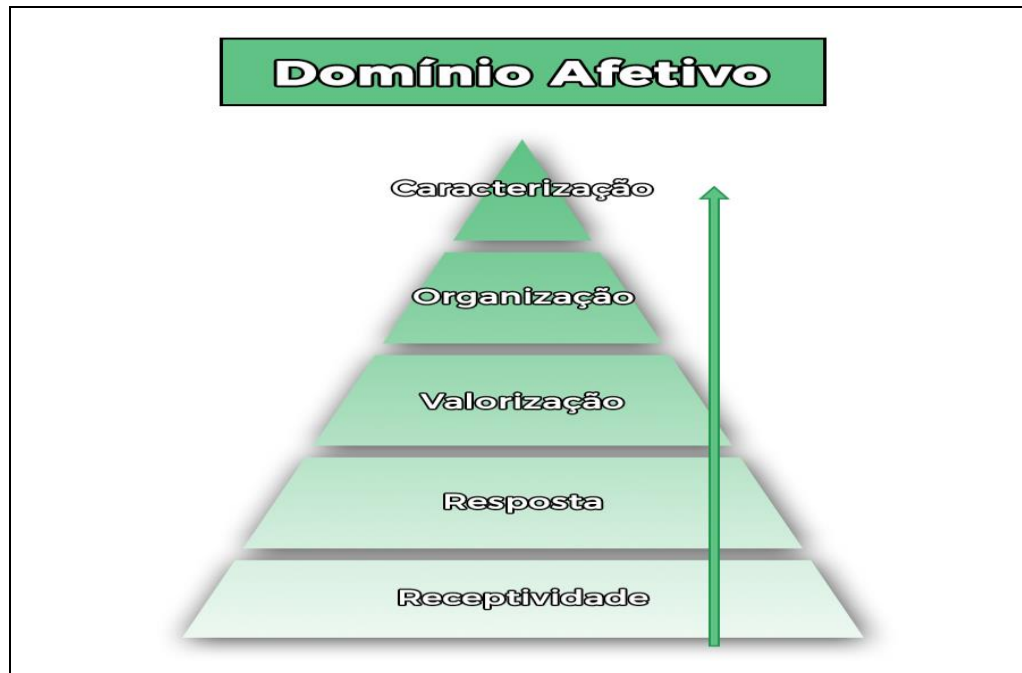 Domínio Afetivo
Caracterização
Organização
Valorização
Resposta
Receptividade